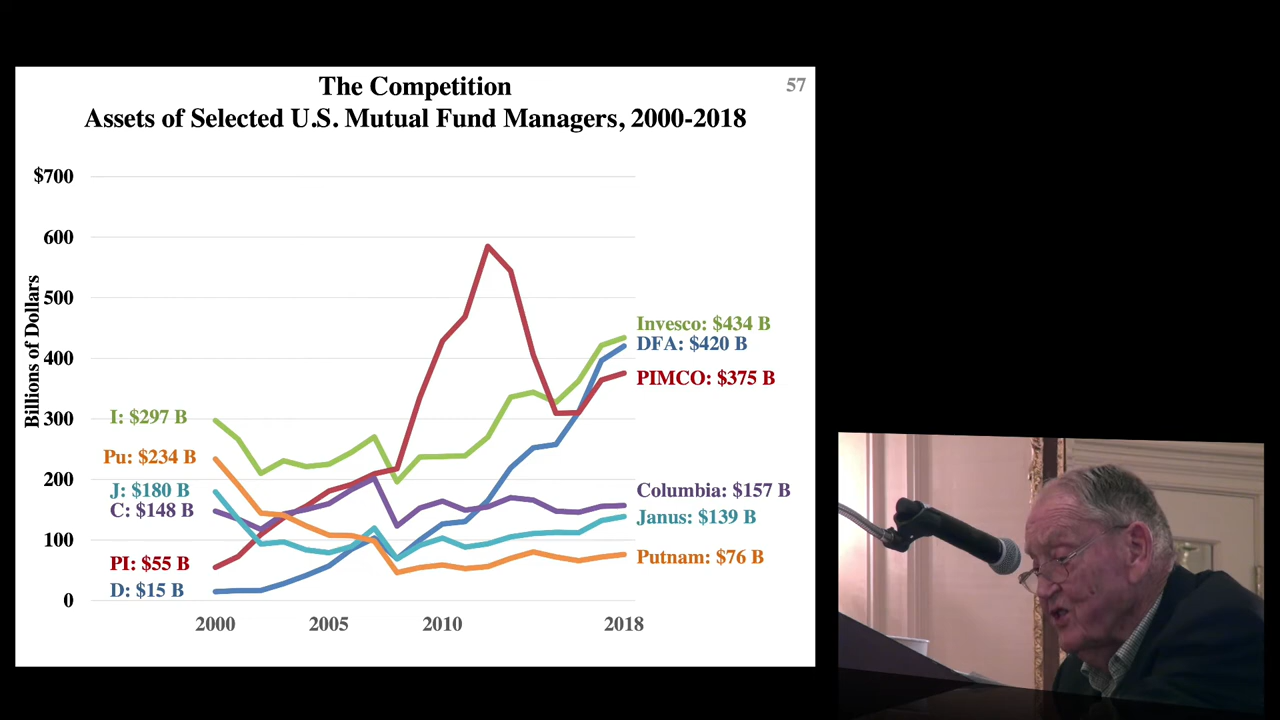 The Competition
57
Assets of Selected U.S. Mutual Fund Managers, 2000-2018
$700
600
500
400
300
200
100
0
Billions of Dollars
I: $297 B
Pu: $234 B
J: $180 B
C: $148 B
PI: $55 B
D: $15 B
Invesco: $434 B
DFA: $420 B
PIMCO: $375 B
Columbia: $157 B
Janus: $139 B
Putnam: $76 B
2000
2005
2010
2018